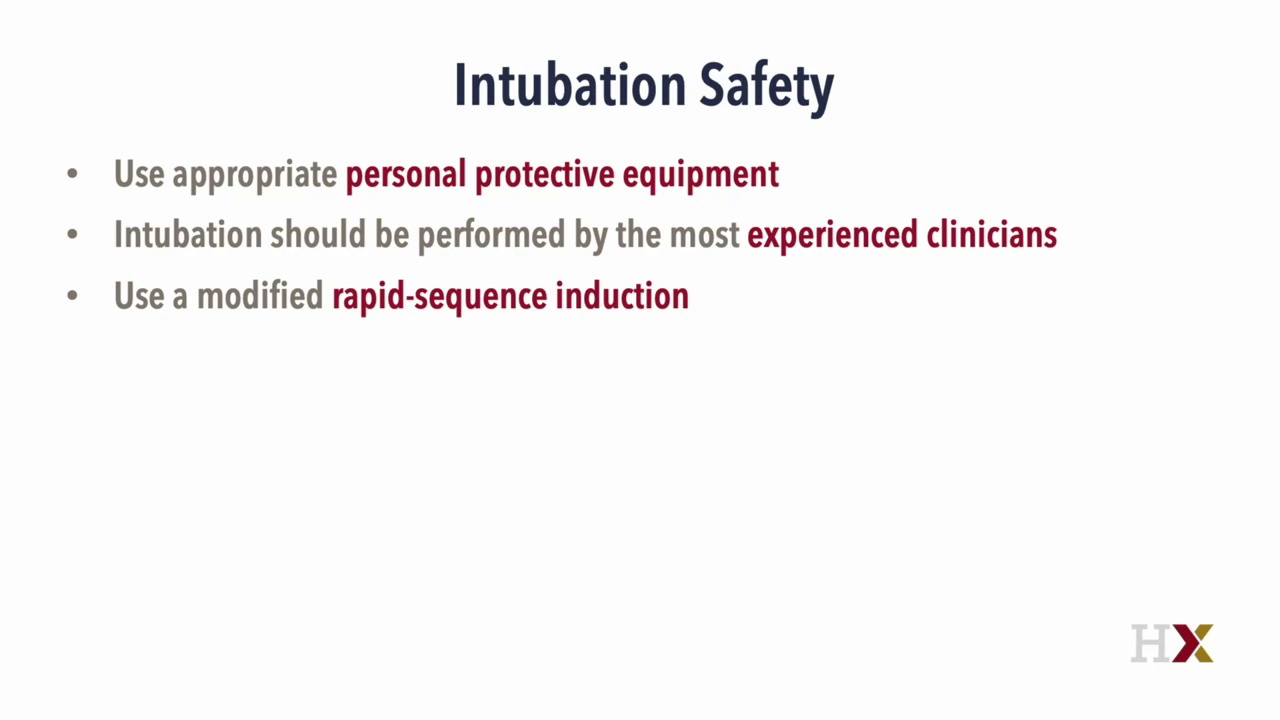 Intubation Safety
• Use appropriate personal protective equipment
• Intubation should be performed by the most experienced clinicians
• Use a modified rapid-sequence induction
HX